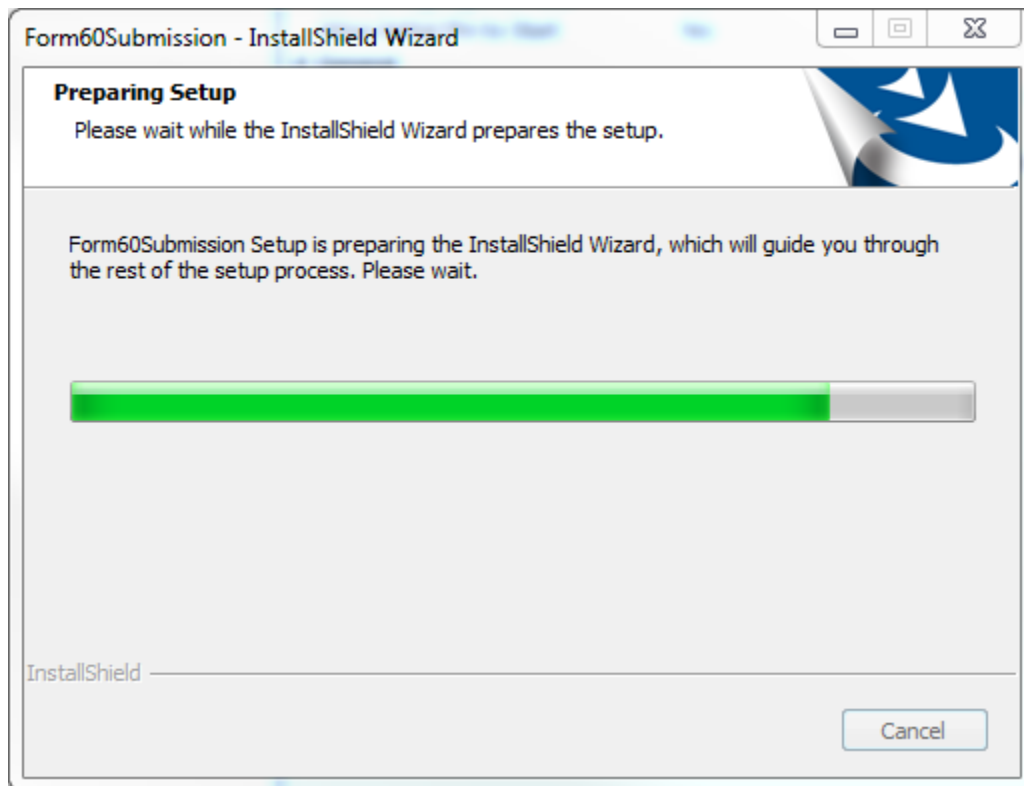 Form60Submission - InstallShield Wizard
Preparing Setup
Please wait while the InstallShield Wizard prepares the setup.
Form60Submission Setup is preparing the InstallShield Wizard, which will guide you through
the rest of the setup process. Please wait.
InstallShield
Cancel